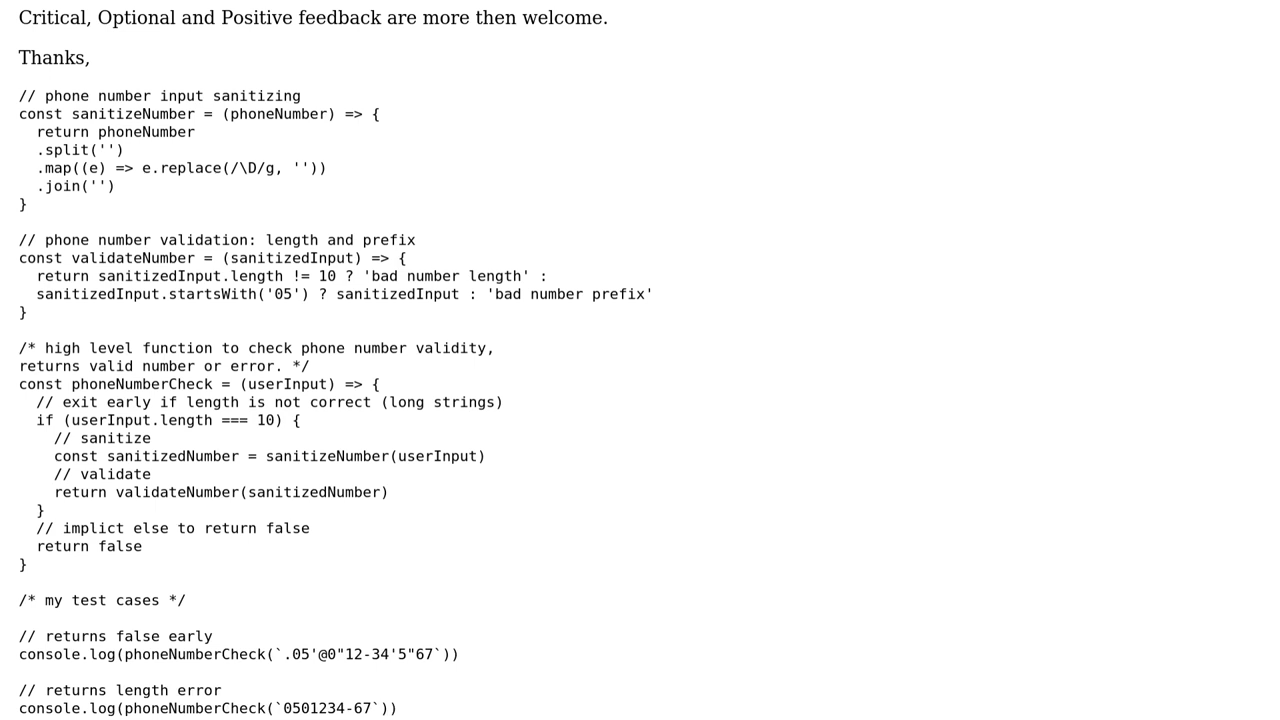 Critical, Optional and Positive feedback are more then welcome.
Thanks,
// phone number input sanitizing
const sanitizeNumber = (phoneNumber) => {
  return phoneNumber
  .split('')
  .map((e) => e.replace(/\D/g, ''))
  .join('')
}
// phone number validation: length and prefix
const validateNumber = (sanitizedInput) => {
  return sanitizedInput.length != 10 ? 'bad number length' :
  sanitizedInput.startsWith('05') ? sanitizedInput : 'bad number prefix'
}
/* high level function to check phone number validity,
returns valid number or error. */
const phoneNumberCheck = (userInput) => {
  // exit early if length is not correct (long strings)
  if (userInput.length === 10) {
    // sanitize
    const sanitizedNumber = sanitizeNumber(userInput)
    // validate
    return validateNumber(sanitizedNumber)
  }
  // implict else to return false
  return false
}
/* my test cases */
// returns false early
console.log(phoneNumberCheck(`.05'@0"12-34'5"67`))
// returns length error
console.log(phoneNumberCheck(`0501234-67`))